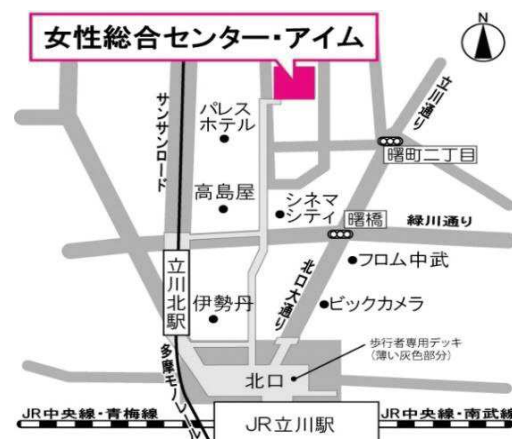 女性総合センター・アイム
N
サンサンロード
パレス
ホテル
立川通り
曙町二丁目
高島屋
シネマ
シティ
曙橋
緑川通り
立川北駅
伊勢丹
北口大通り
フロム中武
ビックカメラ
歩行者専用デッキ
(薄い灰色部分)
多摩モノレール
北口
JR中央線・青梅線
JR立川駅
JR中央線・南武線